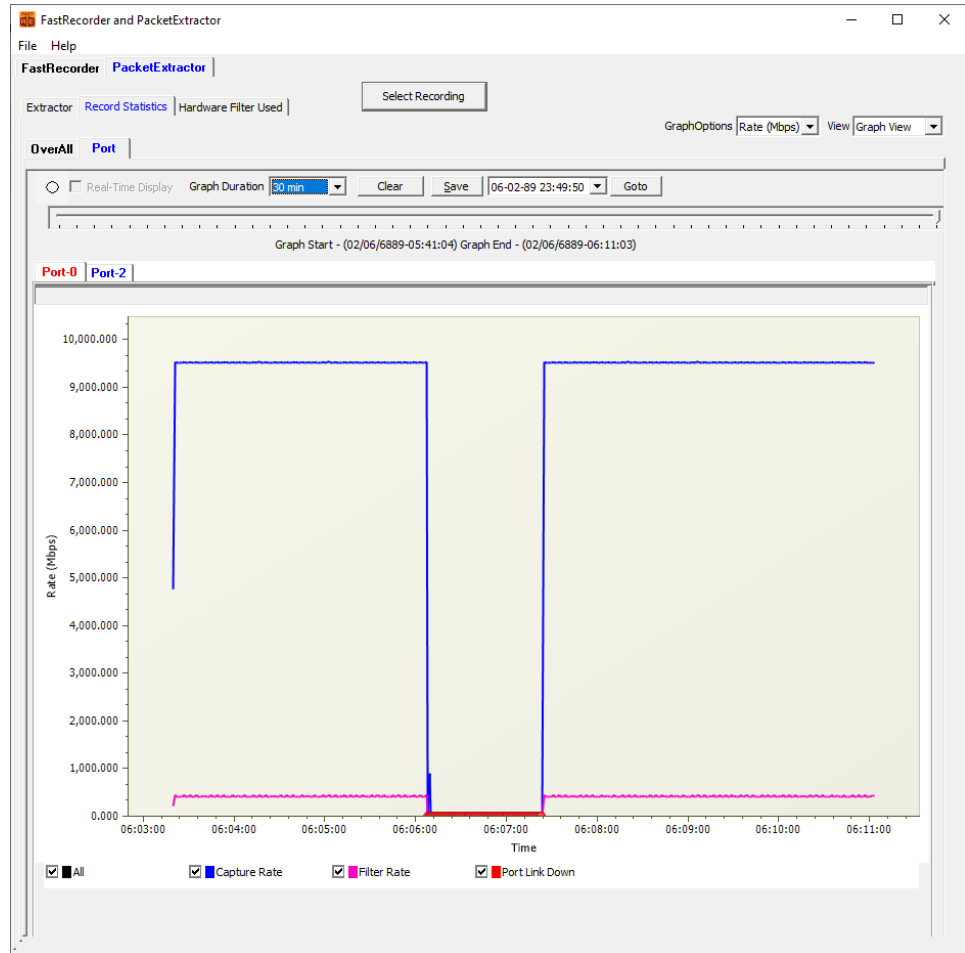 FastRecorder and PacketExtractor
File Help
FastRecorder PacketExtractor
Select Recording
Extractor Record Statistics Hardware Filter Used
GraphOptions Rate (Mbps) View Graph View
OverAll Port
Real-Time Display Graph Duration 30 min Clear Save 06-02-89 23:49:50 Goto
Graph Start - (02/06/6889-05:41:04) Graph End - (02/06/6889-06:11:03)
Port-0 Port-2
10,000.000
9,000.000
8,000.000
7,000.000
6,000.000
5,000.000
4,000.000
3,000.000
2,000.000
1,000.000
0.000
Rate (Mbps)
06:03:00 06:04:00 06:05:00 06:06:00 06:07:00 06:08:00 06:09:00 06:10:00 06:11:00
Time
All Capture Rate Filter Rate Port Link Down